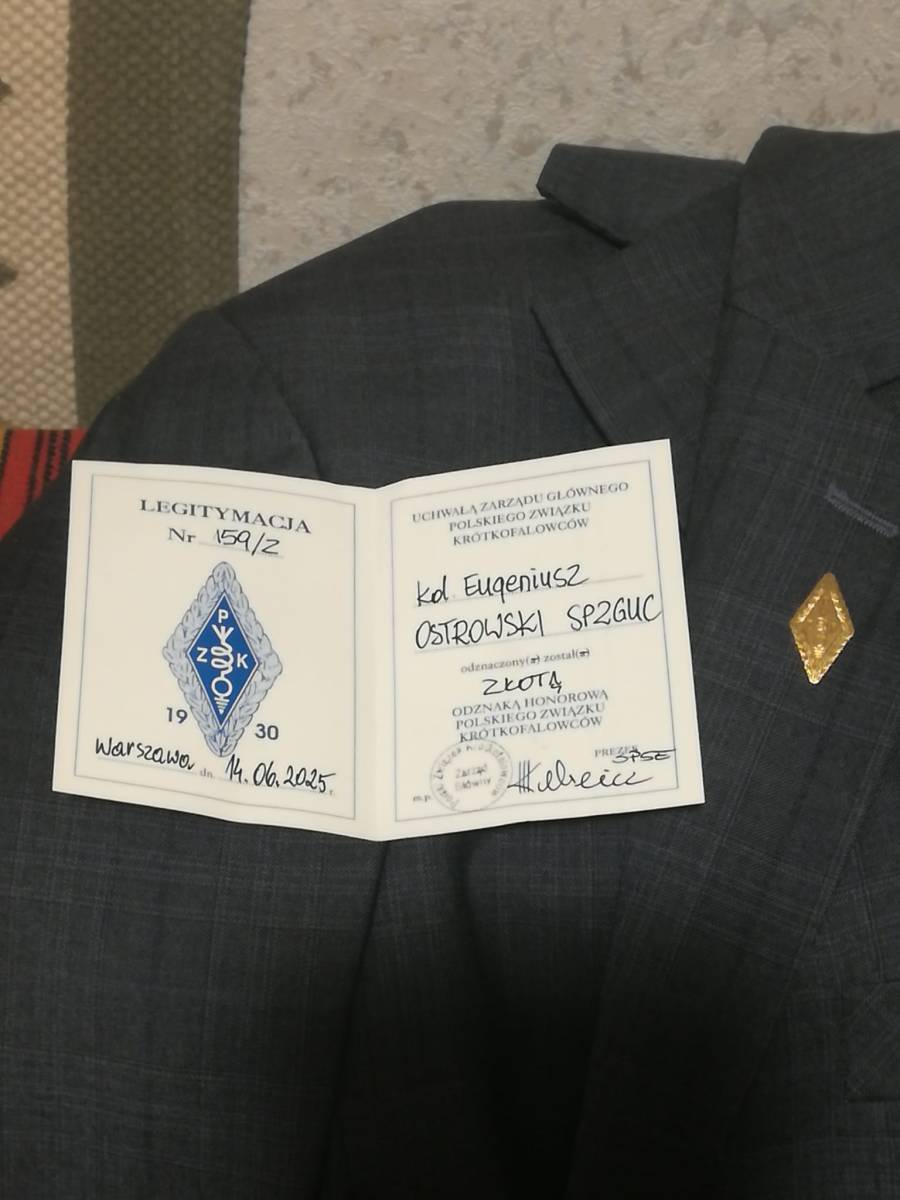 LEGITYMACJA
Nr 159/Z
P
Z K
19 30
Warszawa dn. 14.06.2025 r.
UCHWAŁĄ ZARZĄDU GŁÓWNEGO
POLSKIEGO ZWIĄZKU
KRÓTKOFALOWCÓW
kol. Eugeniusz
OSTROWSKI SP2GUC
odznaczony(a) został(a)
ZŁOTĄ
ODZNAKĄ HONOROWĄ
POLSKIEGO ZWIĄZKU
KRÓTKOFALOWCÓW
PREZES
Zarząd
Główny
m.p.